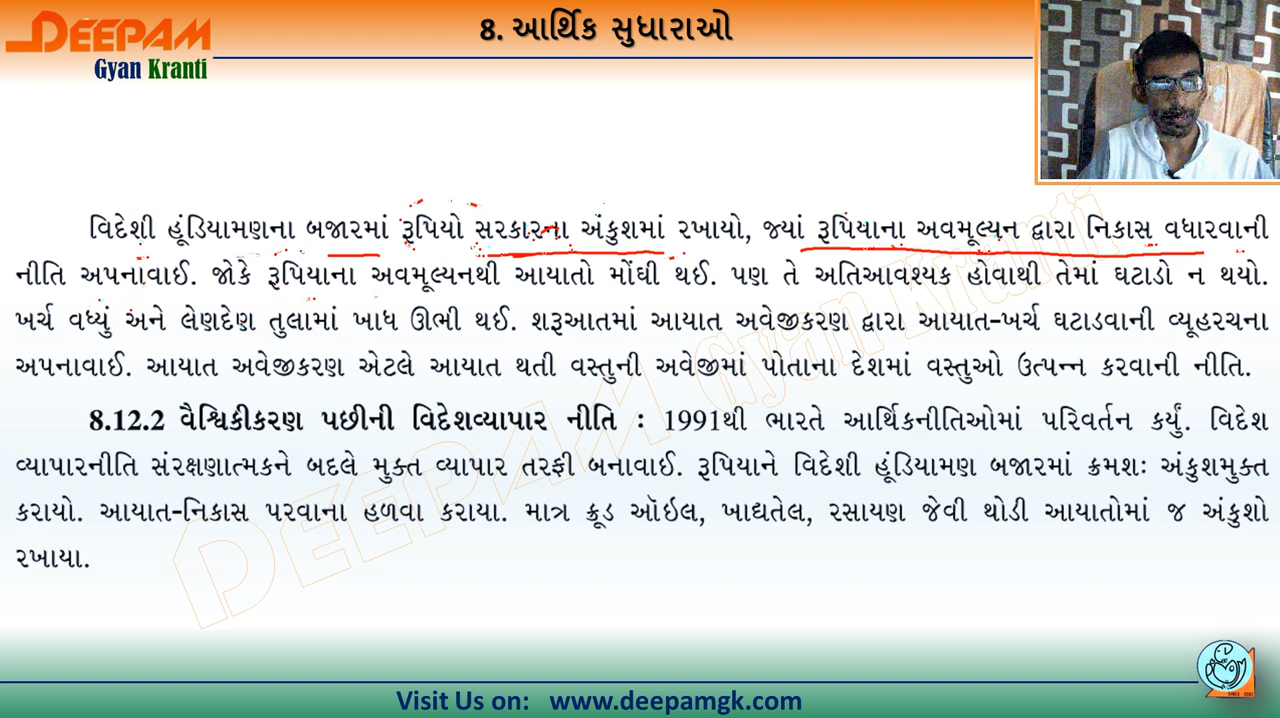 DEEPAM
Gyan Kranti
8. આર્થિક સુધારાઓ
વિદેશી હૂંડિયામણના બજારમાં રૂપિયો સરકારના અંકુશમાં રખાયો, જ્યાં રૂપિયાના અવમૂલ્યન દ્વારા નિકાસ વધારવાની
નીતિ અપનાવાઈ. જોકે રૂપિયાના અવમૂલ્યનથી આયાતો મોંઘી થઈ. પણ તે અતિઆવશ્યક હોવાથી તેમાં ઘટાડો ન થયો.
ખર્ચ વધ્યું અને લેણદેણ તુલામાં ખાધ ઊભી થઈ. શરૂઆતમાં આયાત અવેજીકરણ દ્વારા આયાત-ખર્ચ ઘટાડવાની વ્યૂહરચના
અપનાવાઈ. આયાત અવેજીકરણ એટલે આયાત થતી વસ્તુની અવેજીમાં પોતાના દેશમાં વસ્તુઓ ઉત્પન્ન કરવાની નીતિ.
8.12.2 વૈશ્વિકીકરણ પછીની વિદેશવ્યાપાર નીતિ : 1991થી ભારતે આર્થિકનીતિઓમાં પરિવર્તન કર્યું. વિદેશ
વ્યાપારનીતિ સંરક્ષણાત્મકને બદલે મુક્ત વ્યાપાર તરફી બનાવાઈ. રૂપિયાને વિદેશી હૂંડિયામણ બજારમાં ક્રમશઃ અંકુશમુક્ત
કરાયો. આયાત-નિકાસ પરવાના હળવા કરાયા. માત્ર ક્રૂડ ઑઇલ, ખાદ્યતેલ, રસાયણ જેવી થોડી આયાતોમાં જ અંકુશો
રખાયા.
DEEPAM Gyan Kranti
Visit Us on: www.deepamgk.com